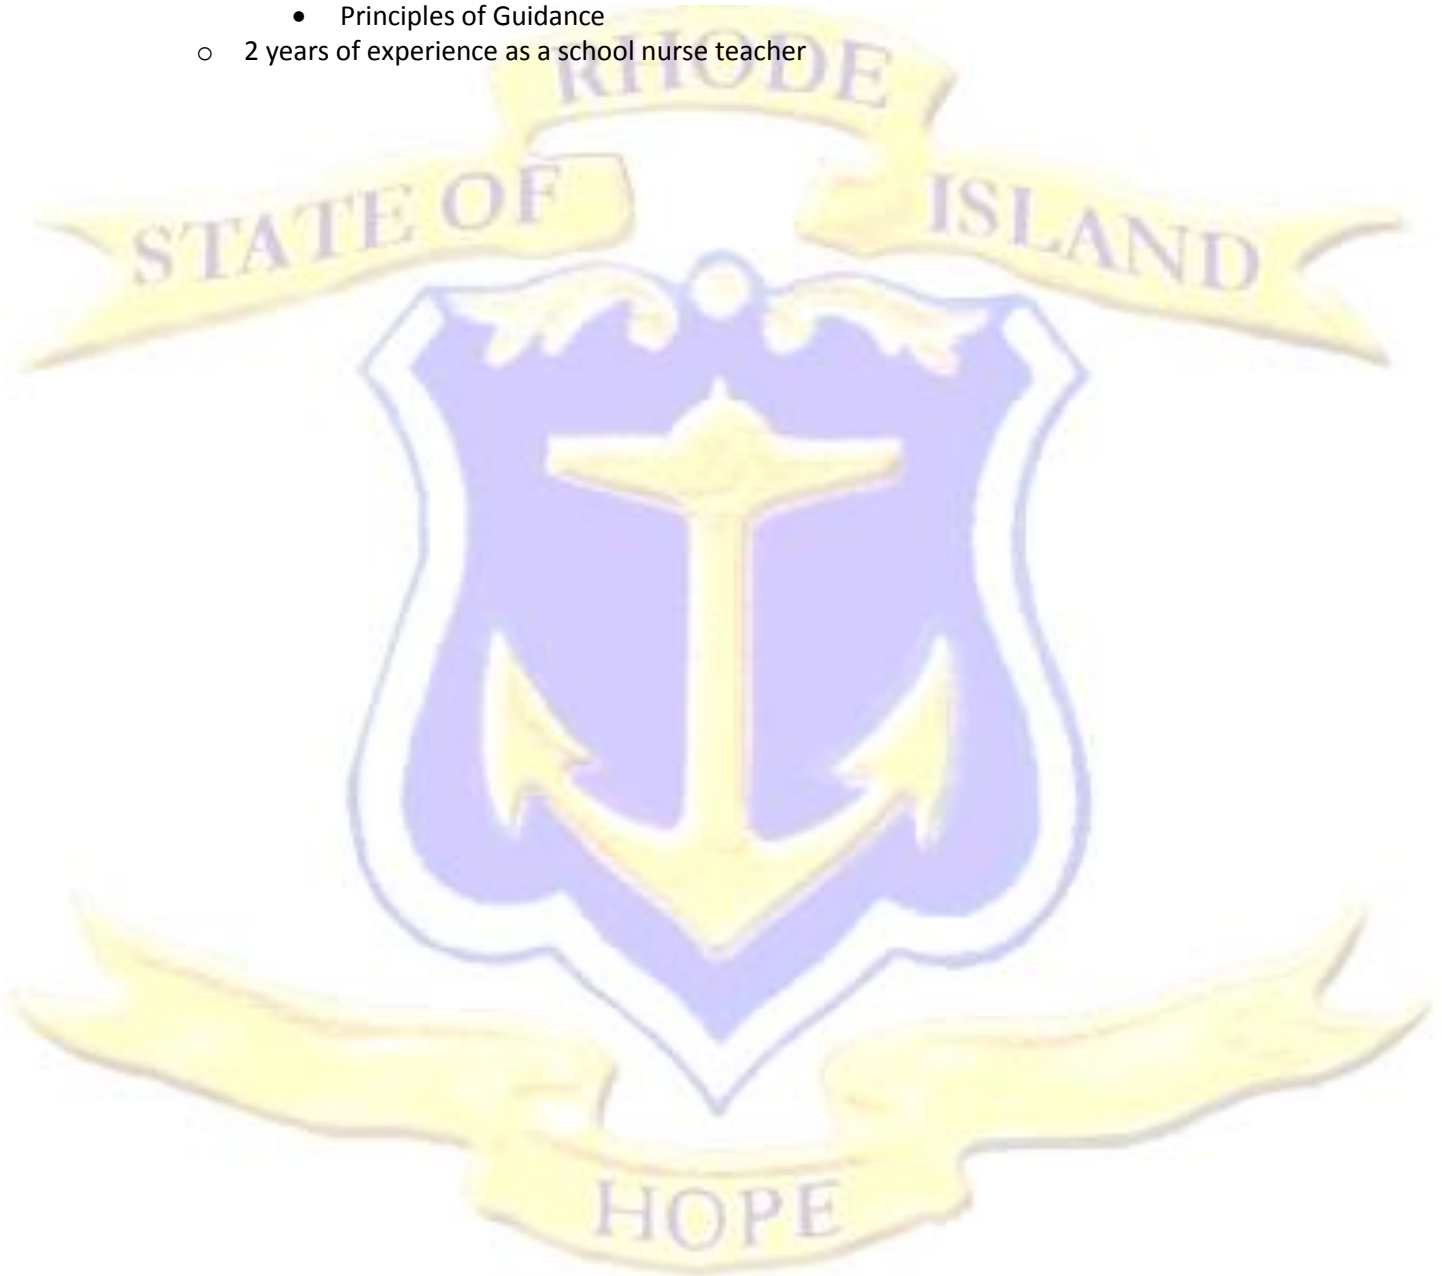 • Principles of Guidance
o 2 years of experience as a school nurse teacher
RHODE
STATE OF
ISLAND
HOPE